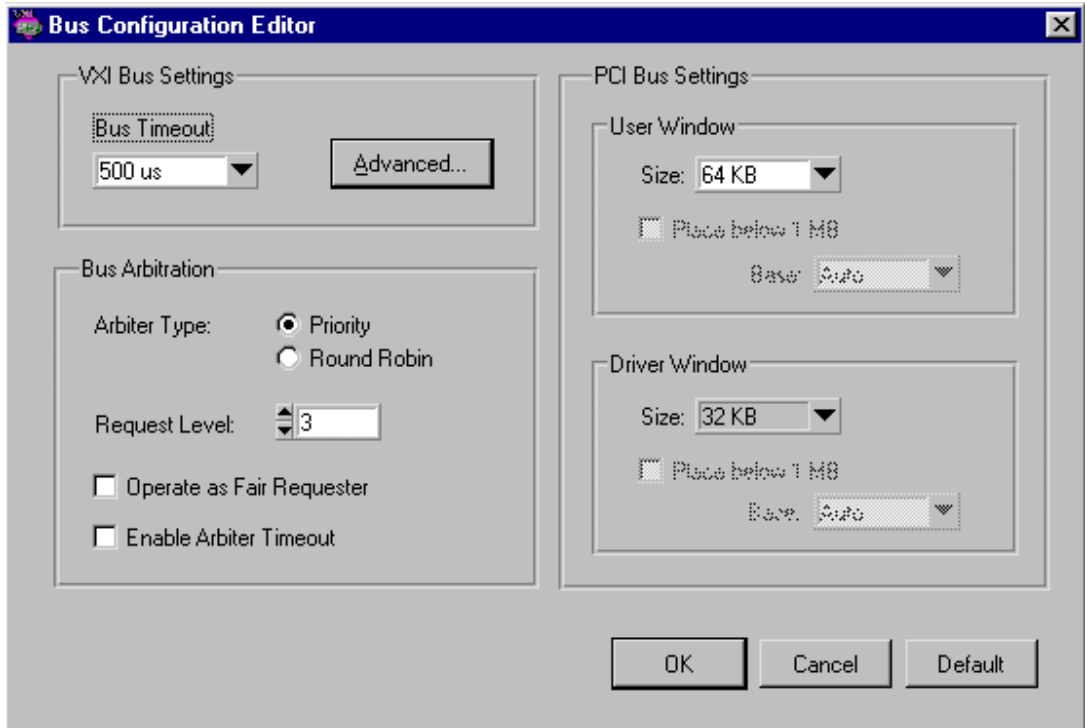 Bus Configuration Editor
VXI Bus Settings
Bus Timeout
500 us
Advanced...
Bus Arbitration
Arbiter Type:
Priority
Round Robin
Request Level:
3
Operate as Fair Requester
Enable Arbiter Timeout
PCI Bus Settings
User Window
Size: 64 KB
Place below 1 MB
Base: Auto
Driver Window
Size: 32 KB
Place below 1 MB
Base: Auto
OK
Cancel
Default